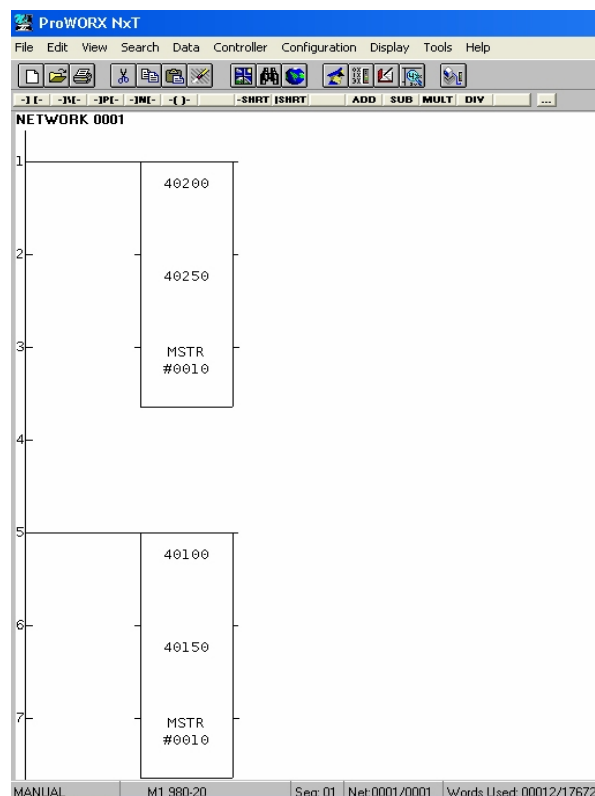 ProWORX NxT
File Edit View Search Data Controller Configuration Display Tools Help
-] [- -]\[- -]P[- -]N[- -( )- -SHRT |SHRT ADD SUB MULT DIV ...
NETWORK 0001
1
40200
2
40250
3
MSTR
#0010
4
5
40100
6
40150
7
MSTR
#0010
MANUAL M1 980-20 Seg: 01 Net:0001/0001 Words Used: 00012/17672